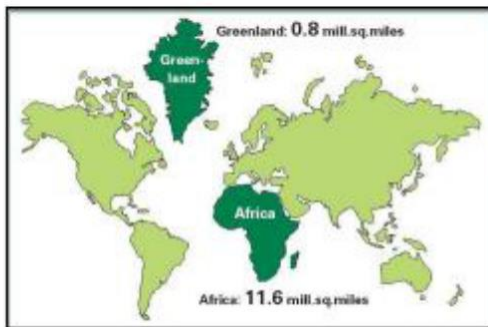 Greenland: 0.8 mill.sq.miles
Green-
land
Africa
Africa: 11.6 mill.sq.miles